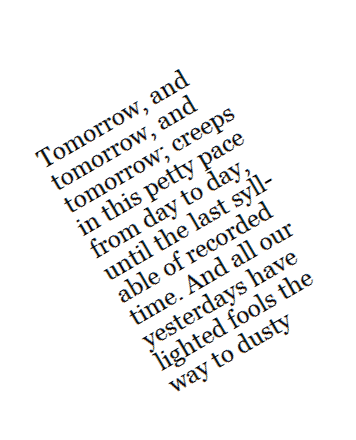 Tomorrow, and
tomorrow, and
tomorrow; creeps
in this petty pace
from day to day,
until the last syll-
able of recorded
time. And all our
yesterdays have
lighted fools the
way to dusty